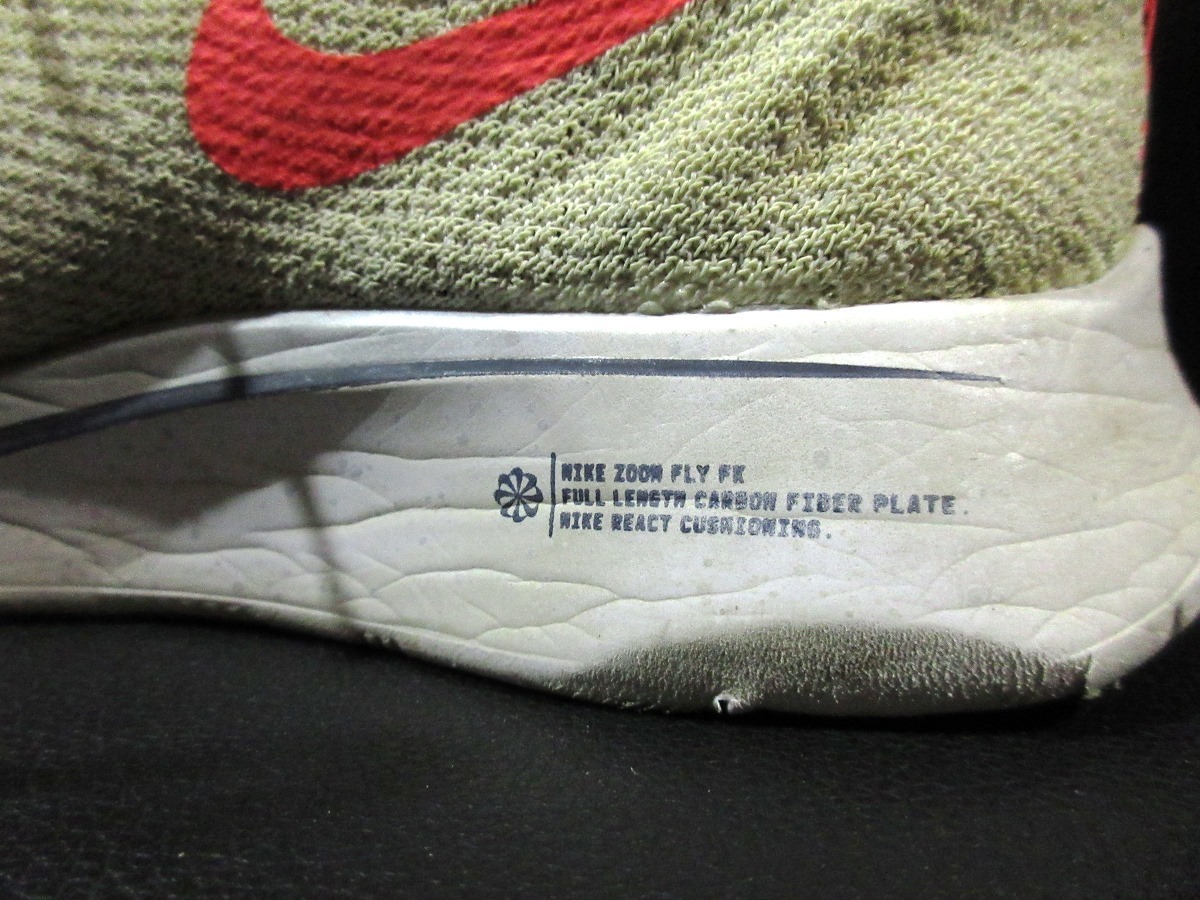 NIKE ZOOM FLY FK
FULL LENGTH CARBON FIBER PLATE.
NIKE REACT CUSHIONING.